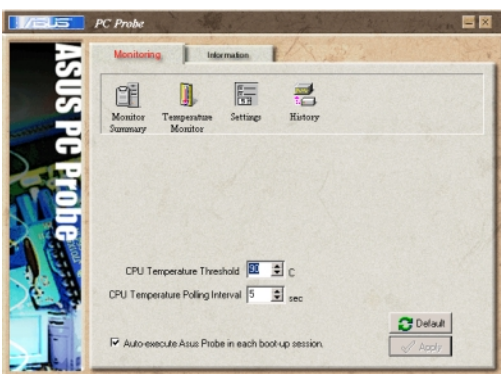 ASUS PC Probe
Monitoring Information
Monitor Summary
Temperature Monitor
Settings
History
ASUS PC Probe
CPU Temperature Threshold 90 C
CPU Temperature Polling Interval 5 sec
Auto-execute Asus Probe in each boot-up session.
Default
Apply